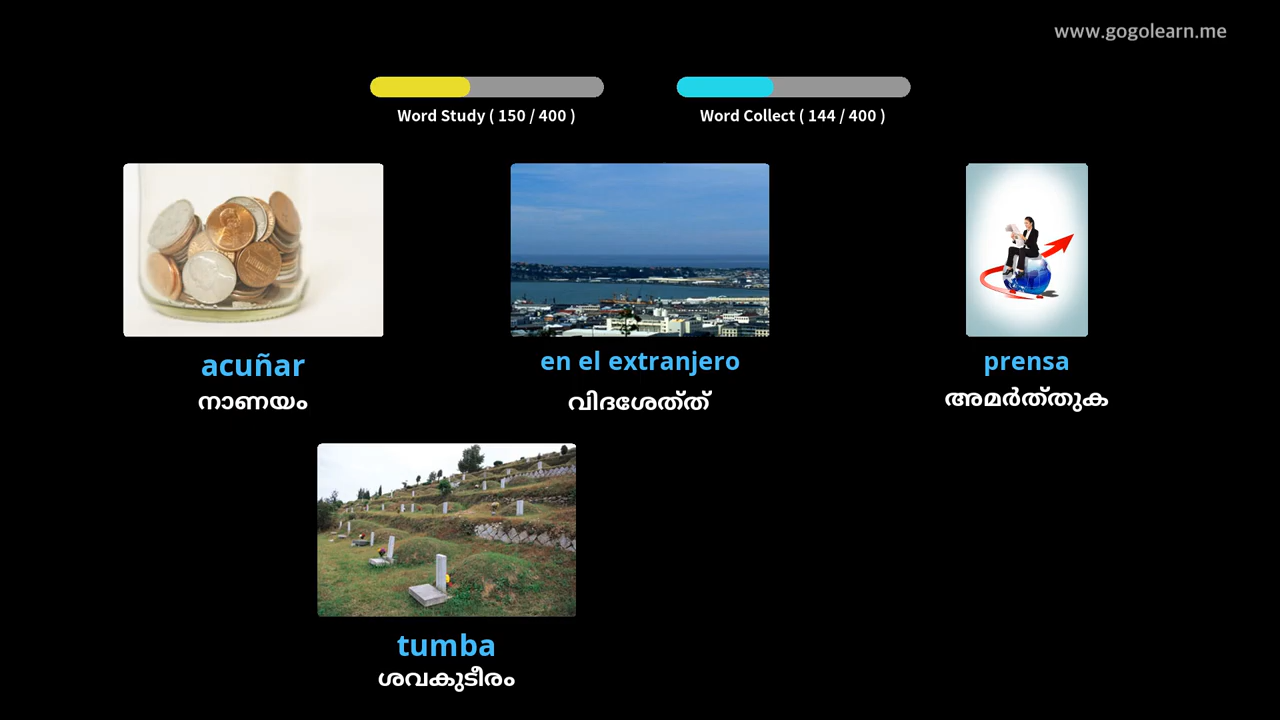 www.gogolearn.me
Word Study ( 150 / 400 )
Word Collect ( 144 / 400 )
acuñar
നാണയം
en el extranjero
വിദേശത്ത്
prensa
അമർത്തുക
tumba
ശവകുടീരം